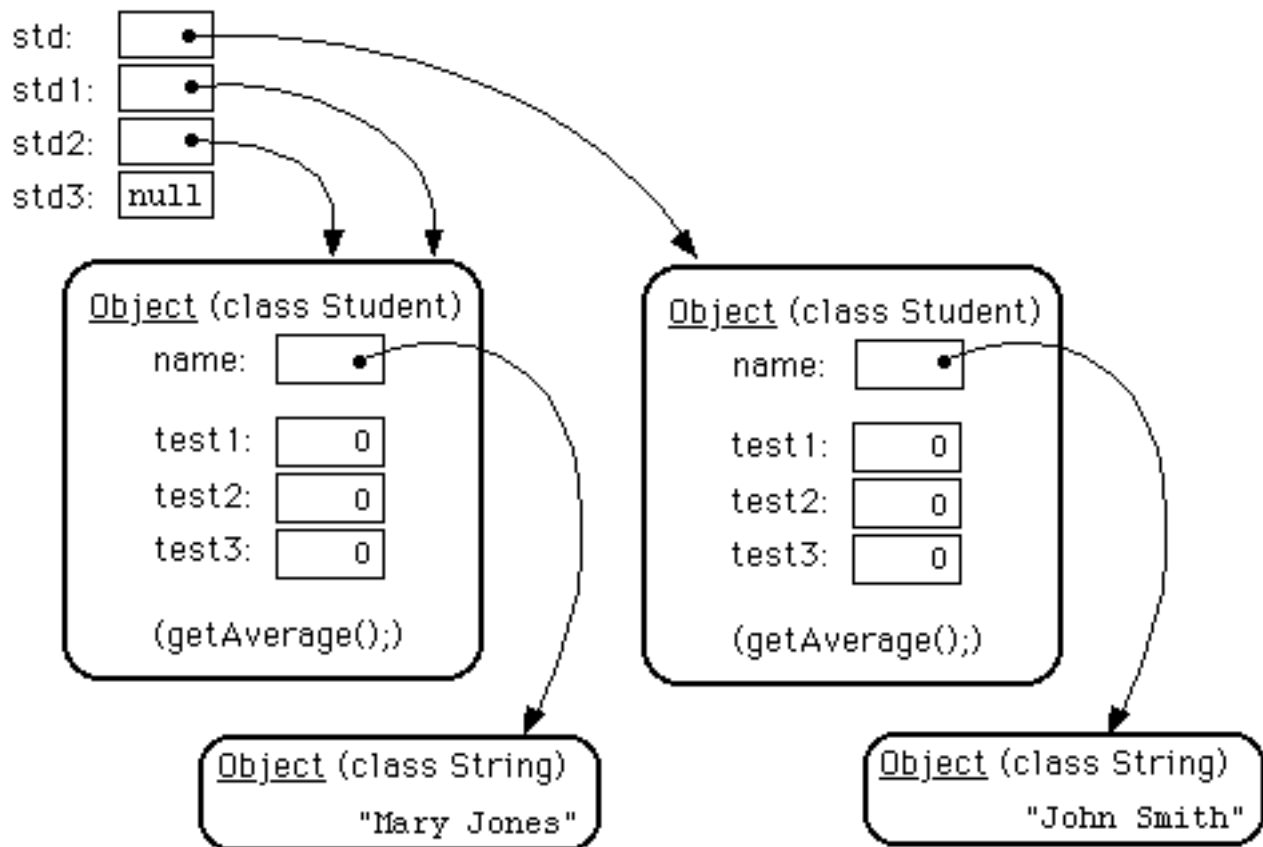 std:
std1:
std2:
std3: null
Object (class Student)
name:
test1: 0
test2: 0
test3: 0
(getAverage();)
Object (class Student)
name:
test1: 0
test2: 0
test3: 0
(getAverage();)
Object (class String)
"Mary Jones"
Object (class String)
"John Smith"